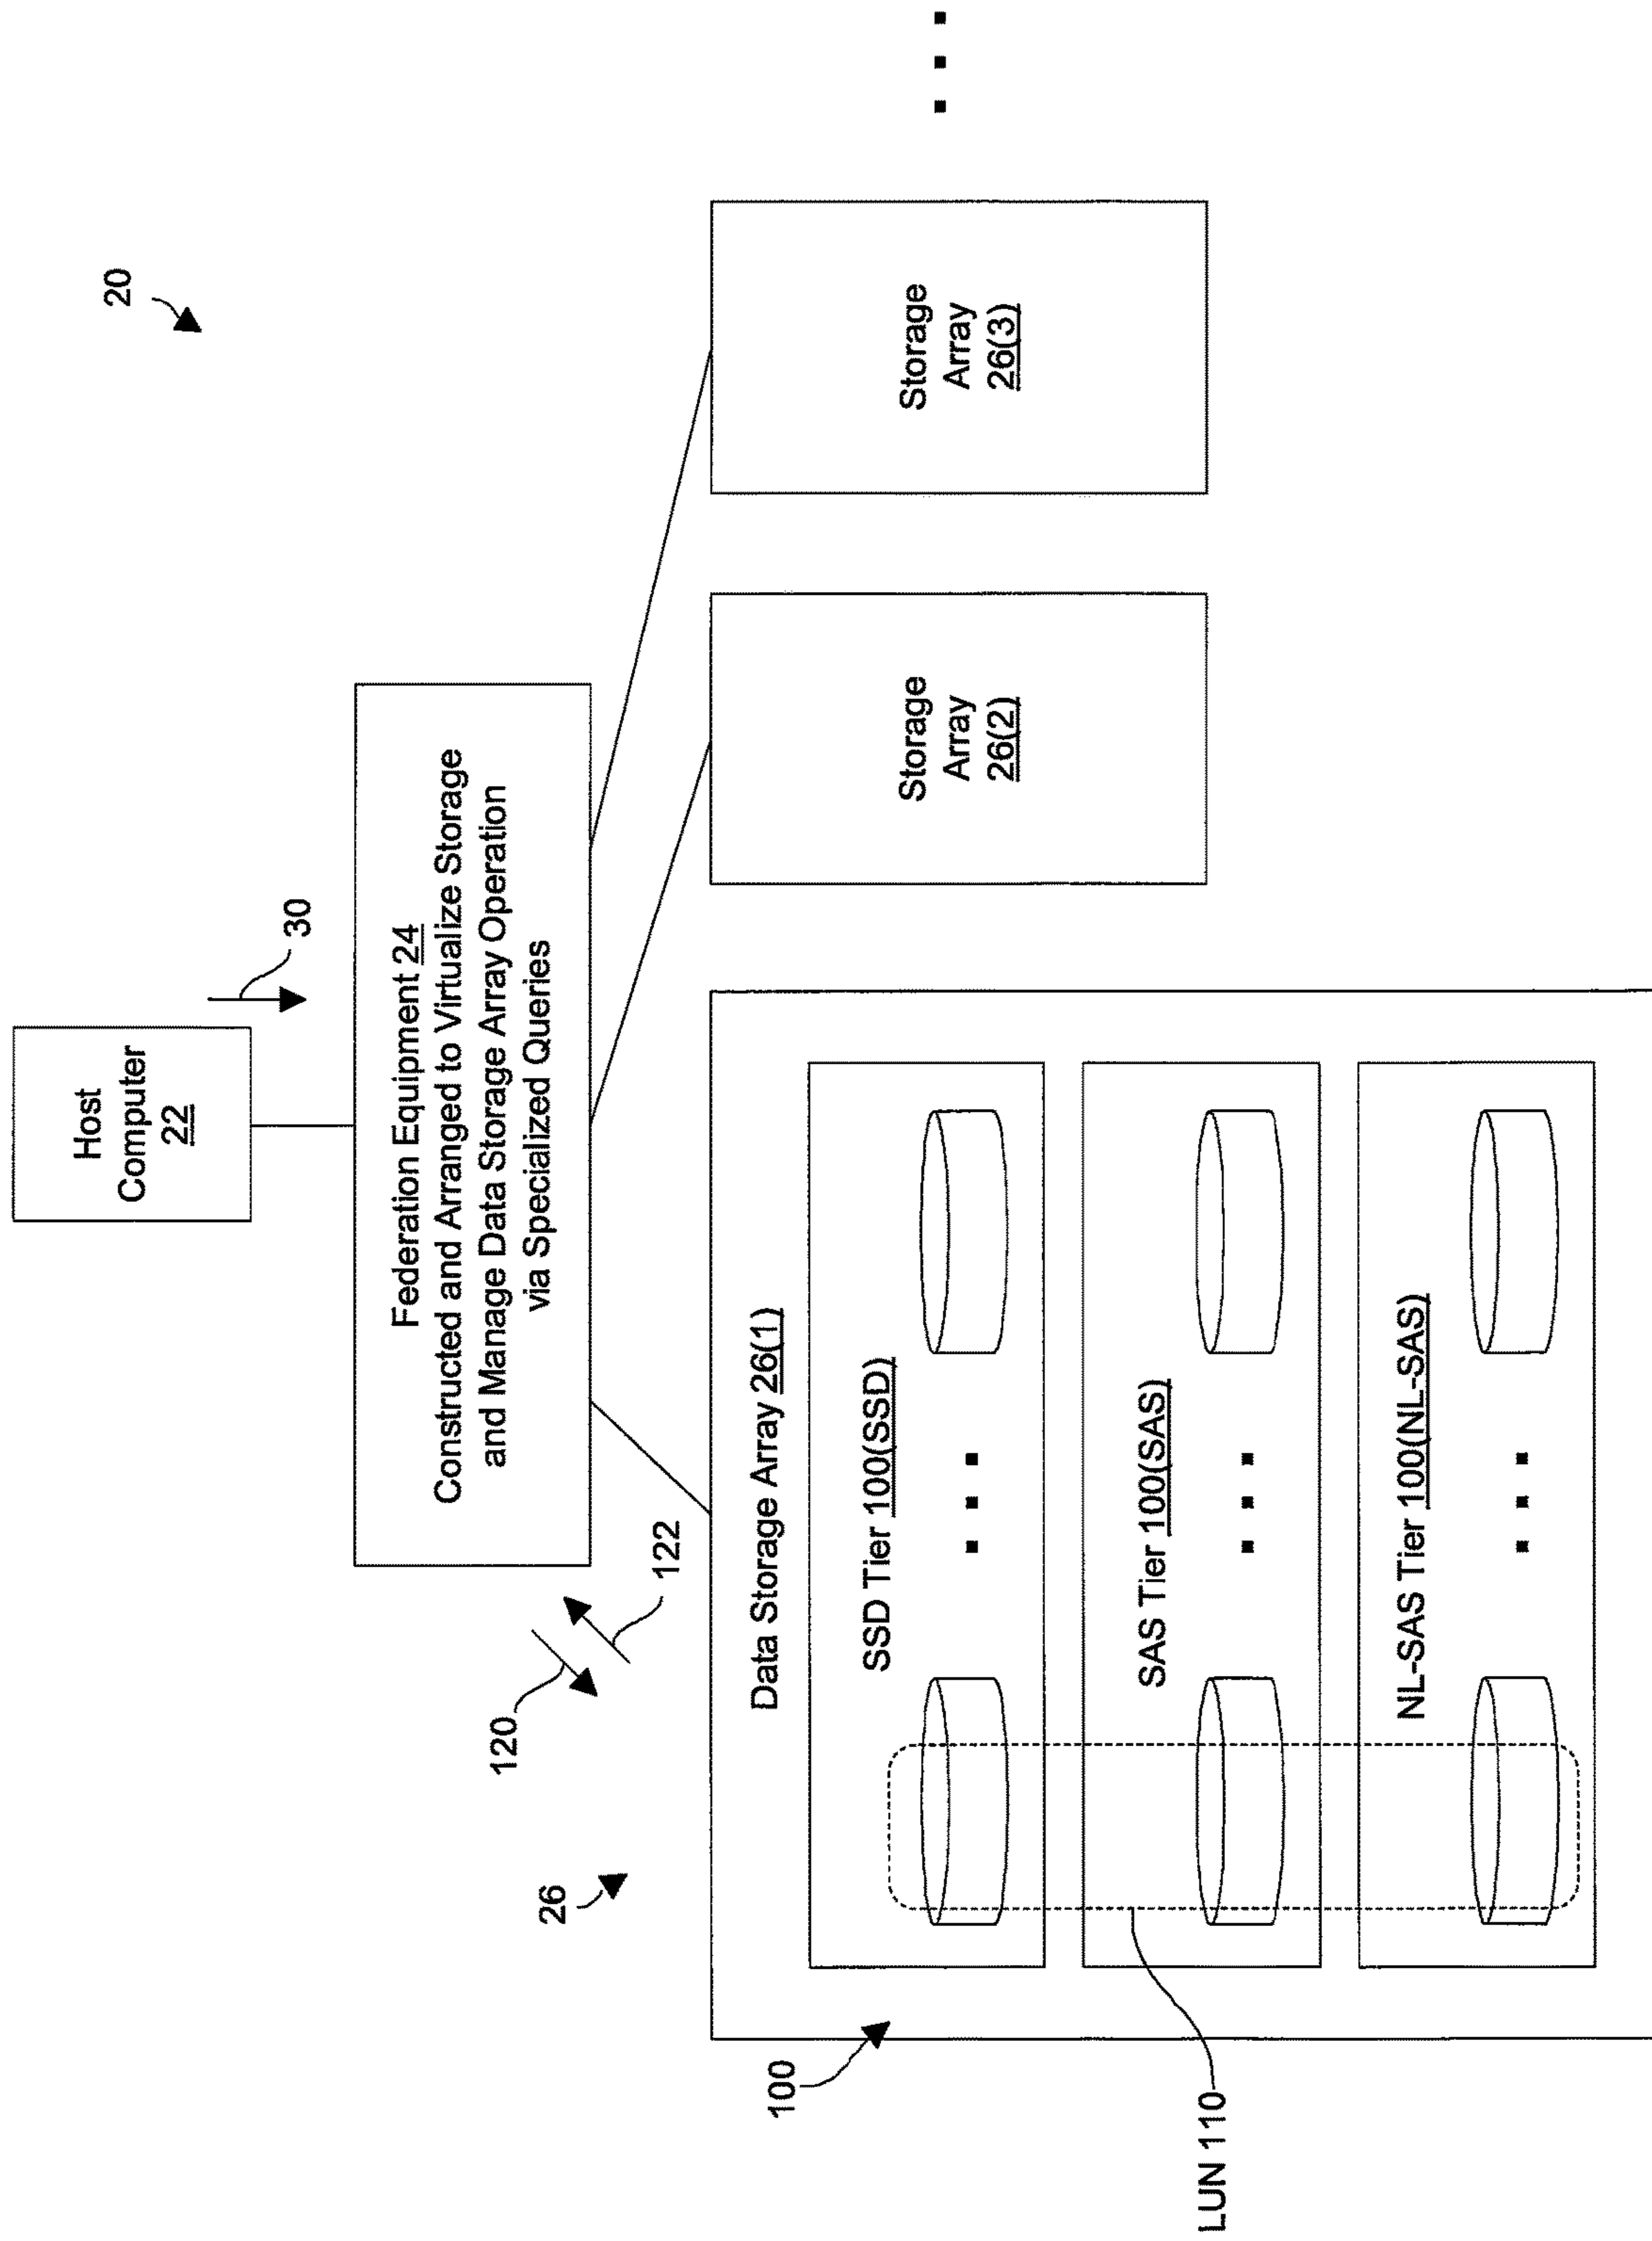 20
Host
Computer
22
30
Federation Equipment 24
Constructed and Arranged to Virtualize Storage
and Manage Data Storage Array Operation
via Specialized Queries
120
122
26
Data Storage Array 26(1)
100
SSD Tier 100(SSD)
SAS Tier 100(SAS)
NL-SAS Tier 100(NL-SAS)
LUN 110
Storage
Array
26(2)
Storage
Array
26(3)